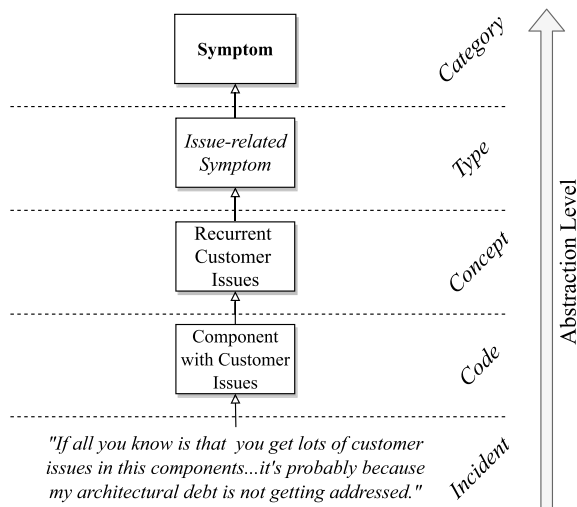 Symptom
Category
Issue-related
Symptom
Type
Recurrent
Customer
Issues
Concept
Component
with Customer
Issues
Code
"If all you know is that you get lots of customer
issues in this components...it's probably because
my architectural debt is not getting addressed."
Incident
Abstraction Level